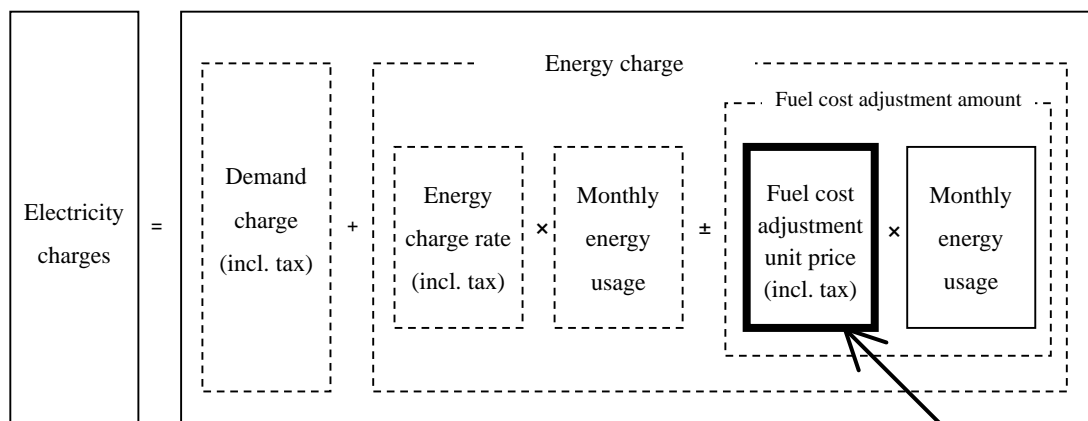 Energy charge
Fuel cost adjustment amount
Electricity
charges
=
Demand
charge
(incl. tax)
+
Energy
charge rate
(incl. tax)
×
Monthly
energy
usage
±
Fuel cost
adjustment
unit price
(incl. tax)
×
Monthly
energy
usage